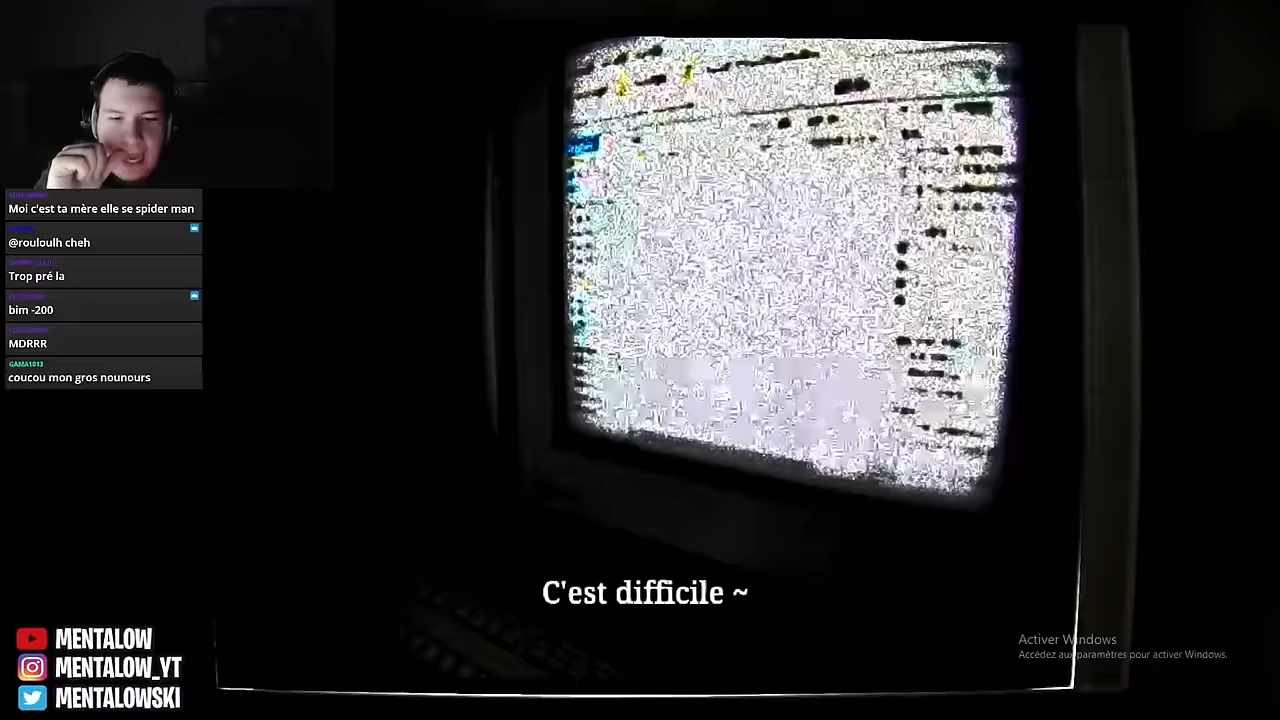 Moi c'est ta mère elle se spider man
@rouloulh cheh
Trop pré la
bim -200
MDRRR
GAMA1013
coucou mon gros nounours
C'est difficile ~
MENTALOW
MENTALOW_YT
MENTALOWSKI
Activer Windows
Accédez aux paramètres pour activer Windows.